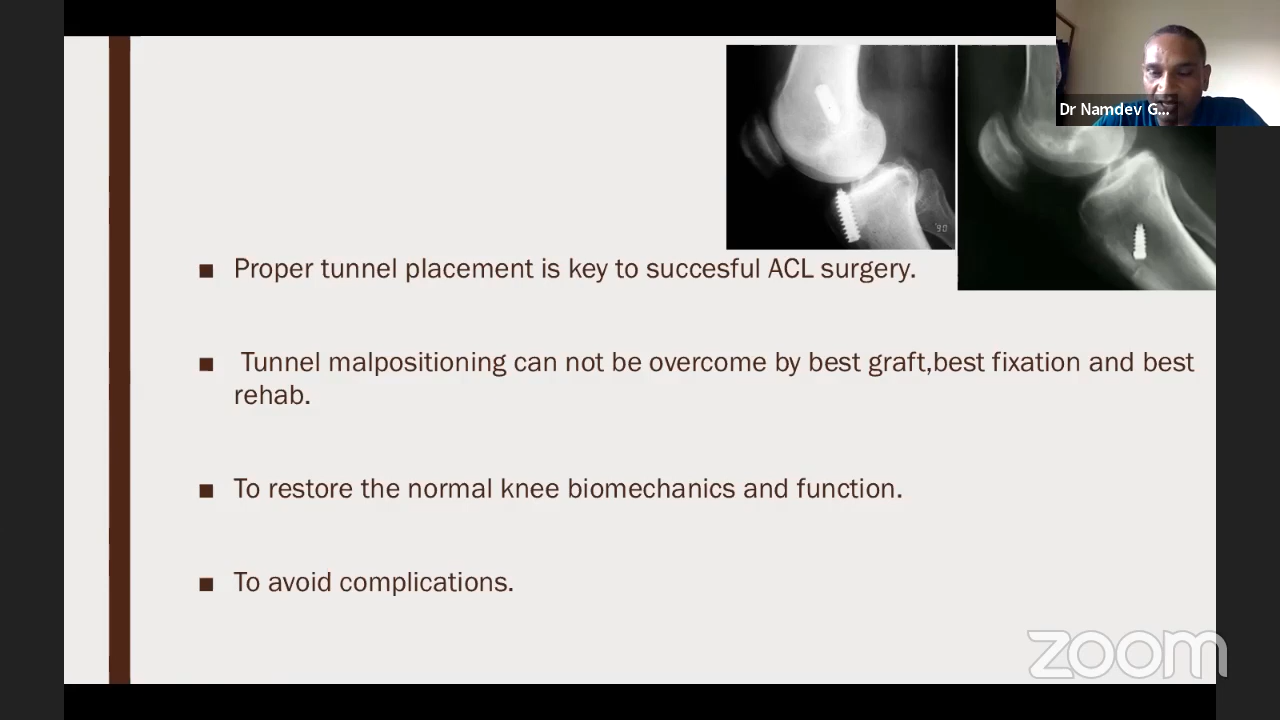 Dr Namdev G...
'90
■ Proper tunnel placement is key to succesful ACL surgery.
■ Tunnel malpositioning can not be overcome by best graft,best fixation and best
rehab.
■ To restore the normal knee biomechanics and function.
■ To avoid complications.
zoom